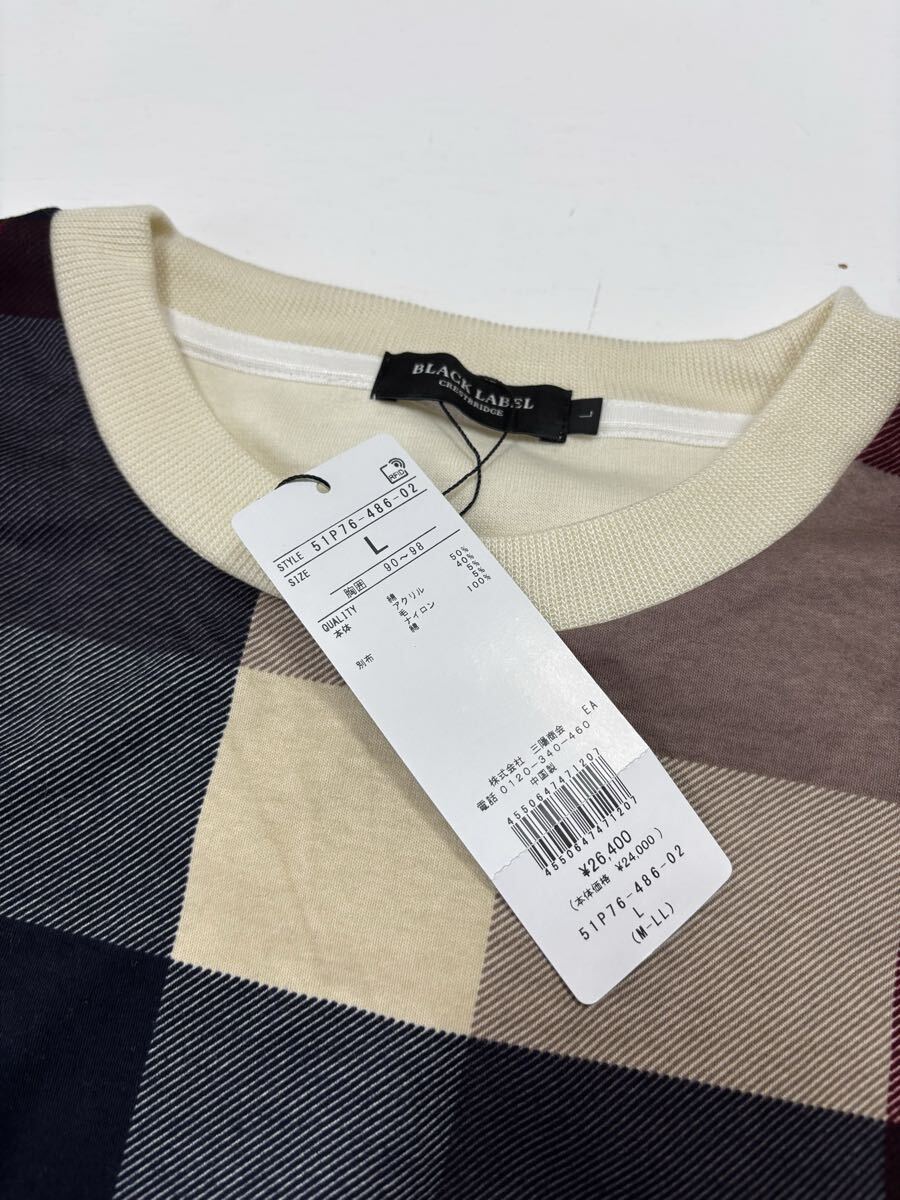 BLACK LABEL
CRESTBRIDGE
L
RFID
STYLE 51P76-486-02
SIZE L
胸囲 90～98
QUALITY
本体 綿 50%
アクリル 40%
毛 5%
ナイロン 5%
別布 綿 100%
株式会社 三陽商会 EA
電話 0120-340-460
中国製
4550647471207
4550647471207
¥26,400
(本体価格 ¥24,000)
51P76-486-02
L
(M-LL)